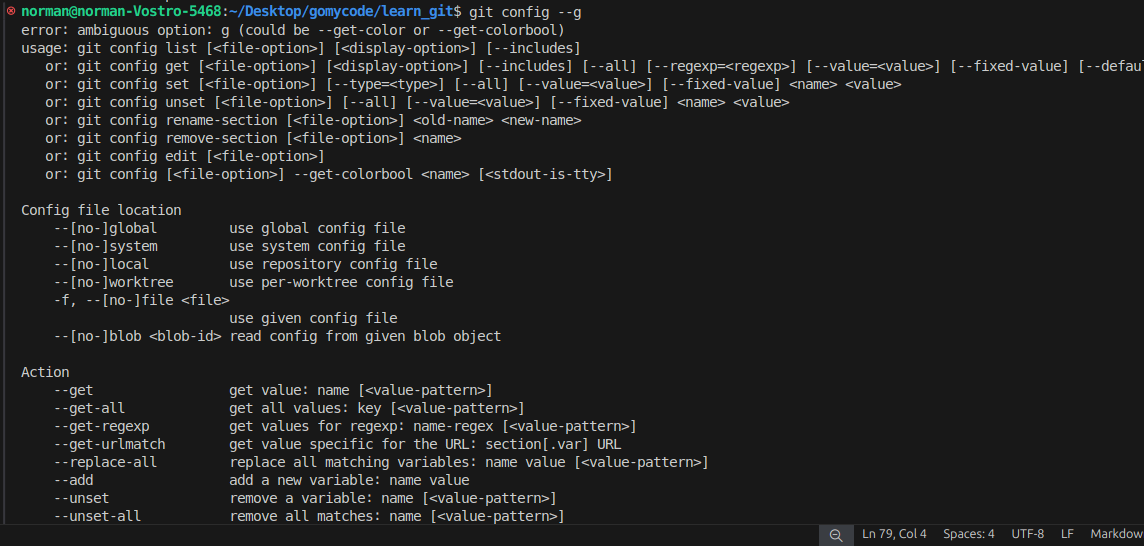 norman@norman-Vostro-5468:~/Desktop/gomycode/learn_git$ git config --g
error: ambiguous option: g (could be --get-color or --get-colorbool)
usage: git config list [<file-option>] [<display-option>] [--includes]
   or: git config get [<file-option>] [<display-option>] [--includes] [--all] [--regexp=<regexp>] [--value=<value>] [--fixed-value] [--defau
   or: git config set [<file-option>] [--type=<type>] [--all] [--value=<value>] [--fixed-value] <name> <value>
   or: git config unset [<file-option>] [--all] [--value=<value>] [--fixed-value] <name> <value>
   or: git config rename-section [<file-option>] <old-name> <new-name>
   or: git config remove-section [<file-option>] <name>
   or: git config edit [<file-option>]
   or: git config [<file-option>] --get-colorbool <name> [<stdout-is-tty>]

Config file location
    --[no-]global         use global config file
    --[no-]system         use system config file
    --[no-]local          use repository config file
    --[no-]worktree       use per-worktree config file
    -f, --[no-]file <file>
                          use given config file
    --[no-]blob <blob-id> read config from given blob object

Action
    --get                 get value: name [<value-pattern>]
    --get-all             get all values: key [<value-pattern>]
    --get-regexp          get values for regexp: name-regex [<value-pattern>]
    --get-urlmatch        get value specific for the URL: section[.var] URL
    --replace-all         replace all matching variables: name value [<value-pattern>]
    --add                 add a new variable: name value
    --unset               remove a variable: name [<value-pattern>]
    --unset-all           remove all matches: name [<value-pattern>]
Ln 79, Col 4 Spaces: 4 UTF-8 LF Markdow